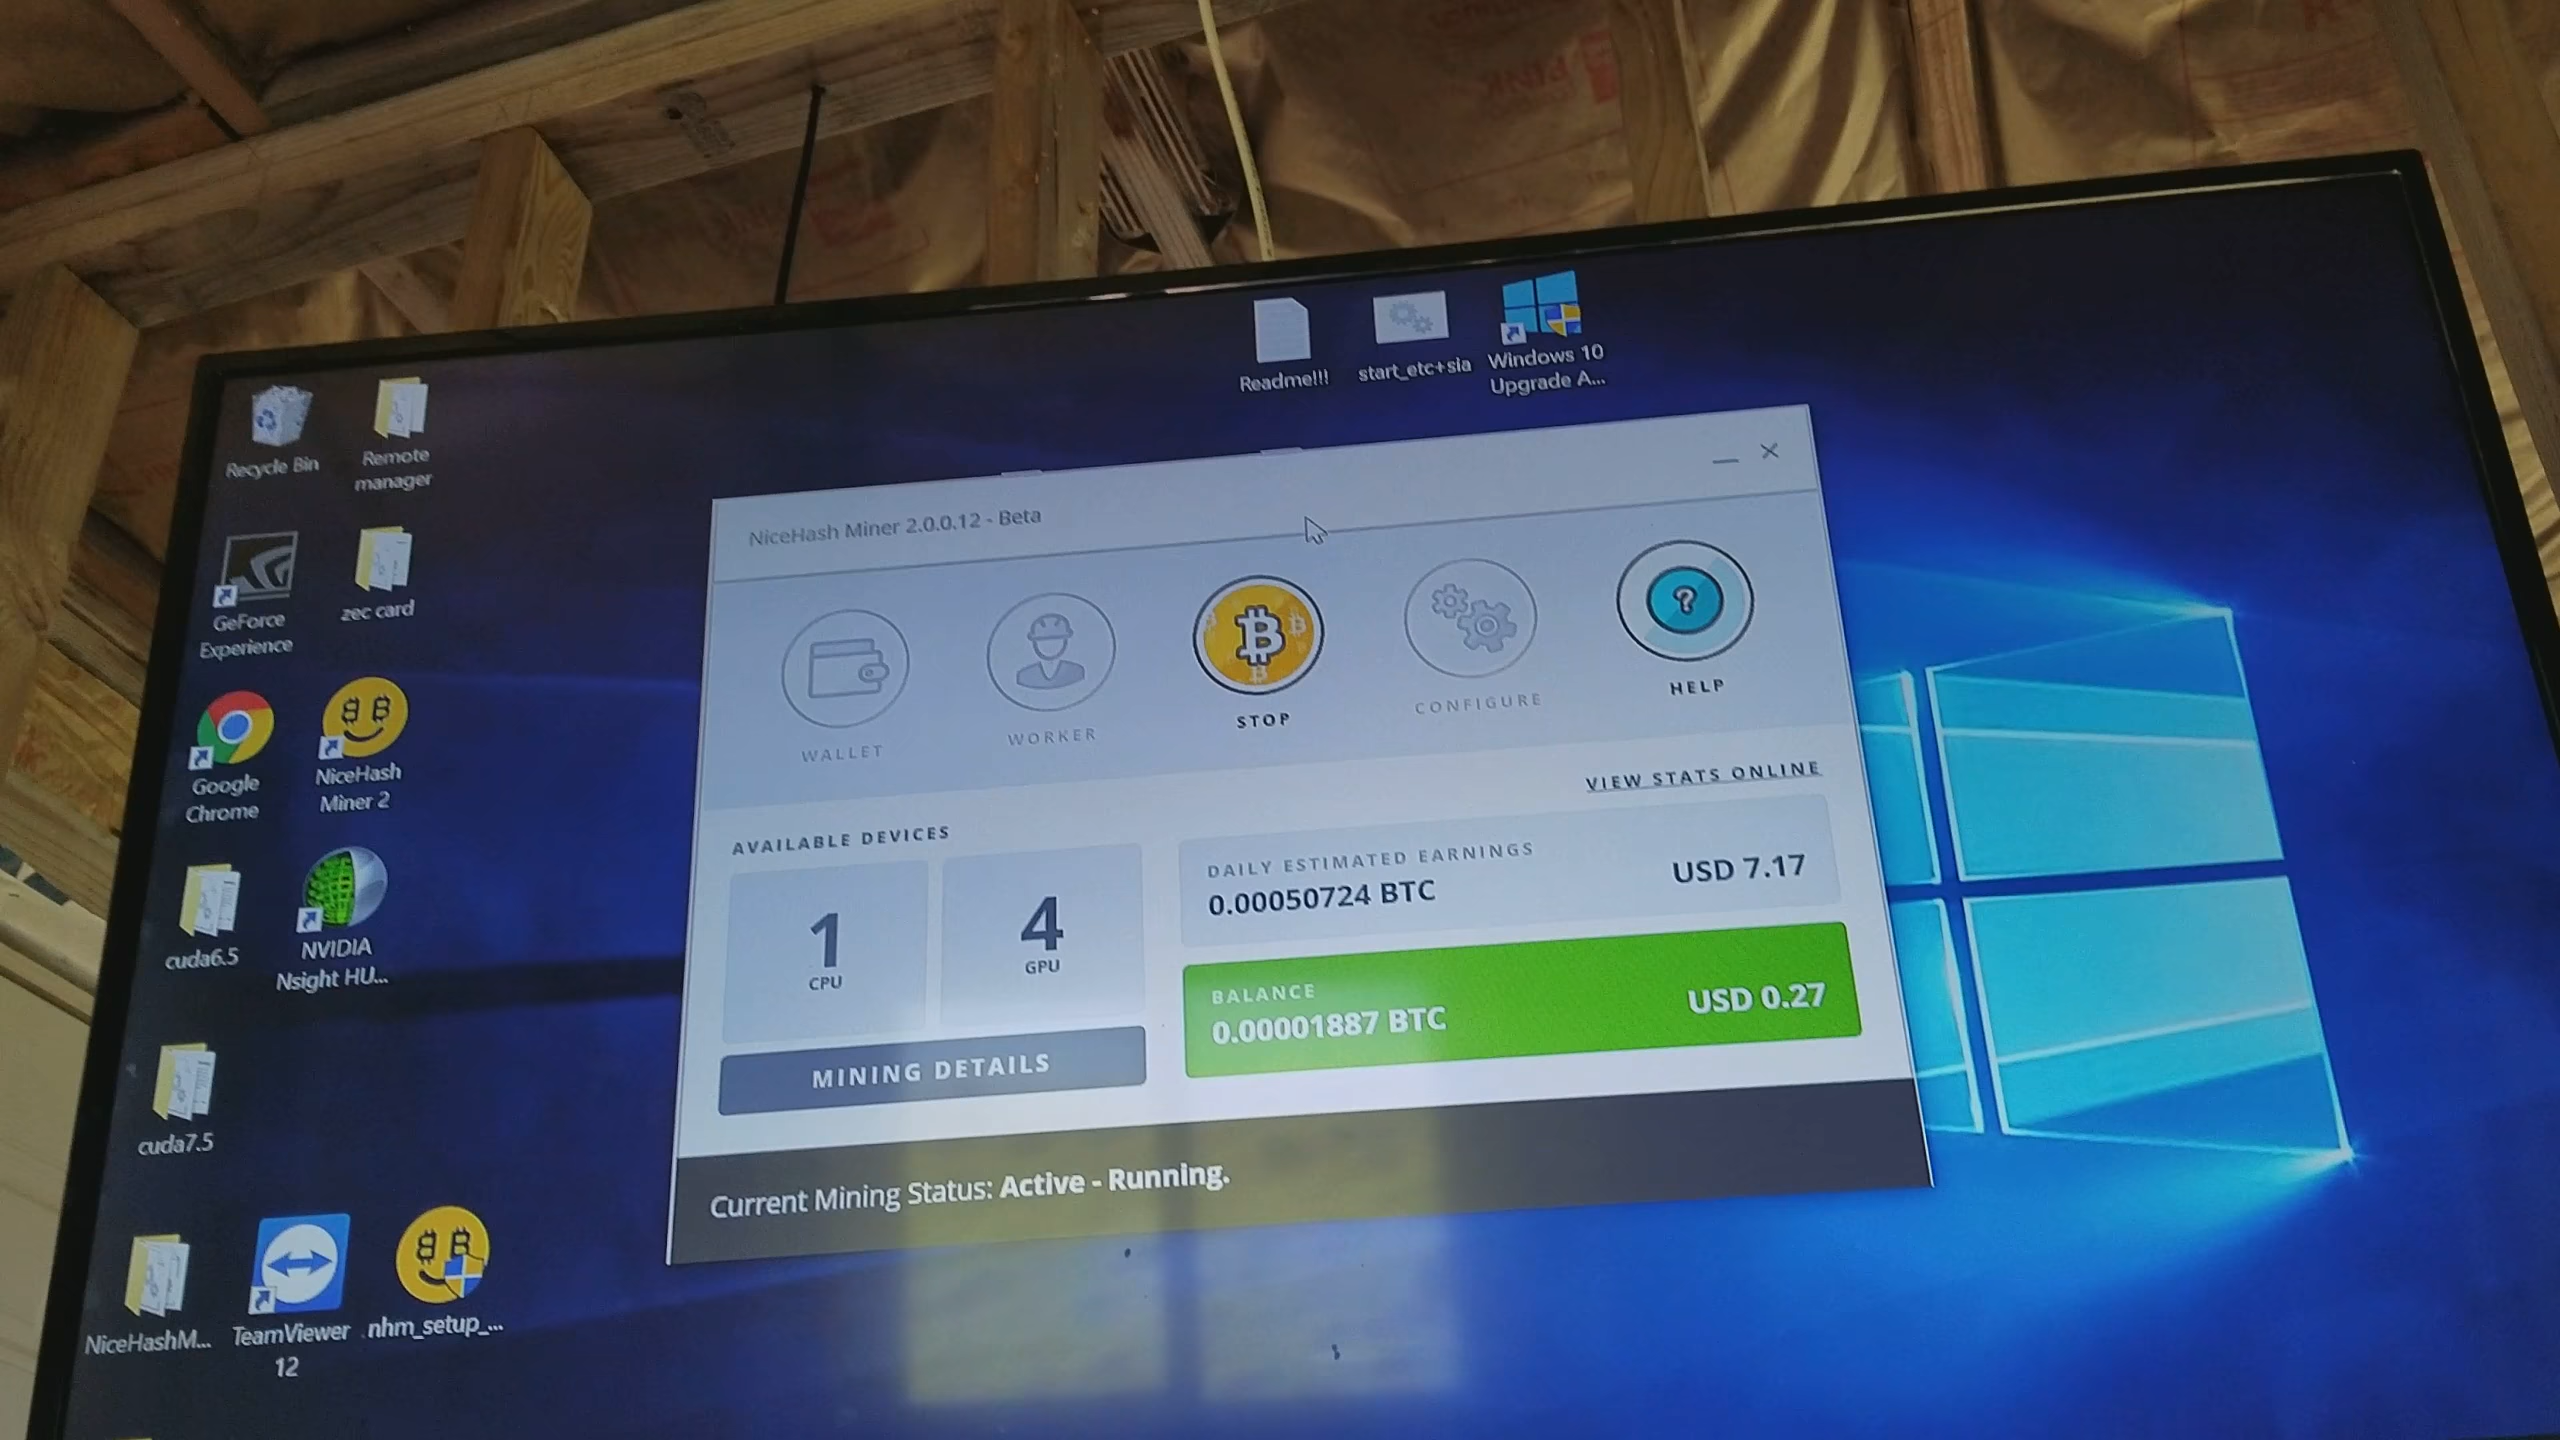 Readme!!!
start_etc+sia
Windows 10
Upgrade A...
Recycle Bin
Remote
manager
GeForce
Experience
zec card
Google
Chrome
NiceHash
Miner 2
cuda6.5
NVIDIA
Nsight HU...
cuda7.5
NiceHashM...
TeamViewer
12
nhm_setup_...
NiceHash Miner 2.0.0.12 - Beta
WALLET
WORKER
STOP
CONFIGURE
HELP
VIEW STATS ONLINE
AVAILABLE DEVICES
1
CPU
4
GPU
MINING DETAILS
DAILY ESTIMATED EARNINGS
0.00050724 BTC
USD 7.17
BALANCE
0.00001887 BTC
USD 0.27
Current Mining Status: Active - Running.